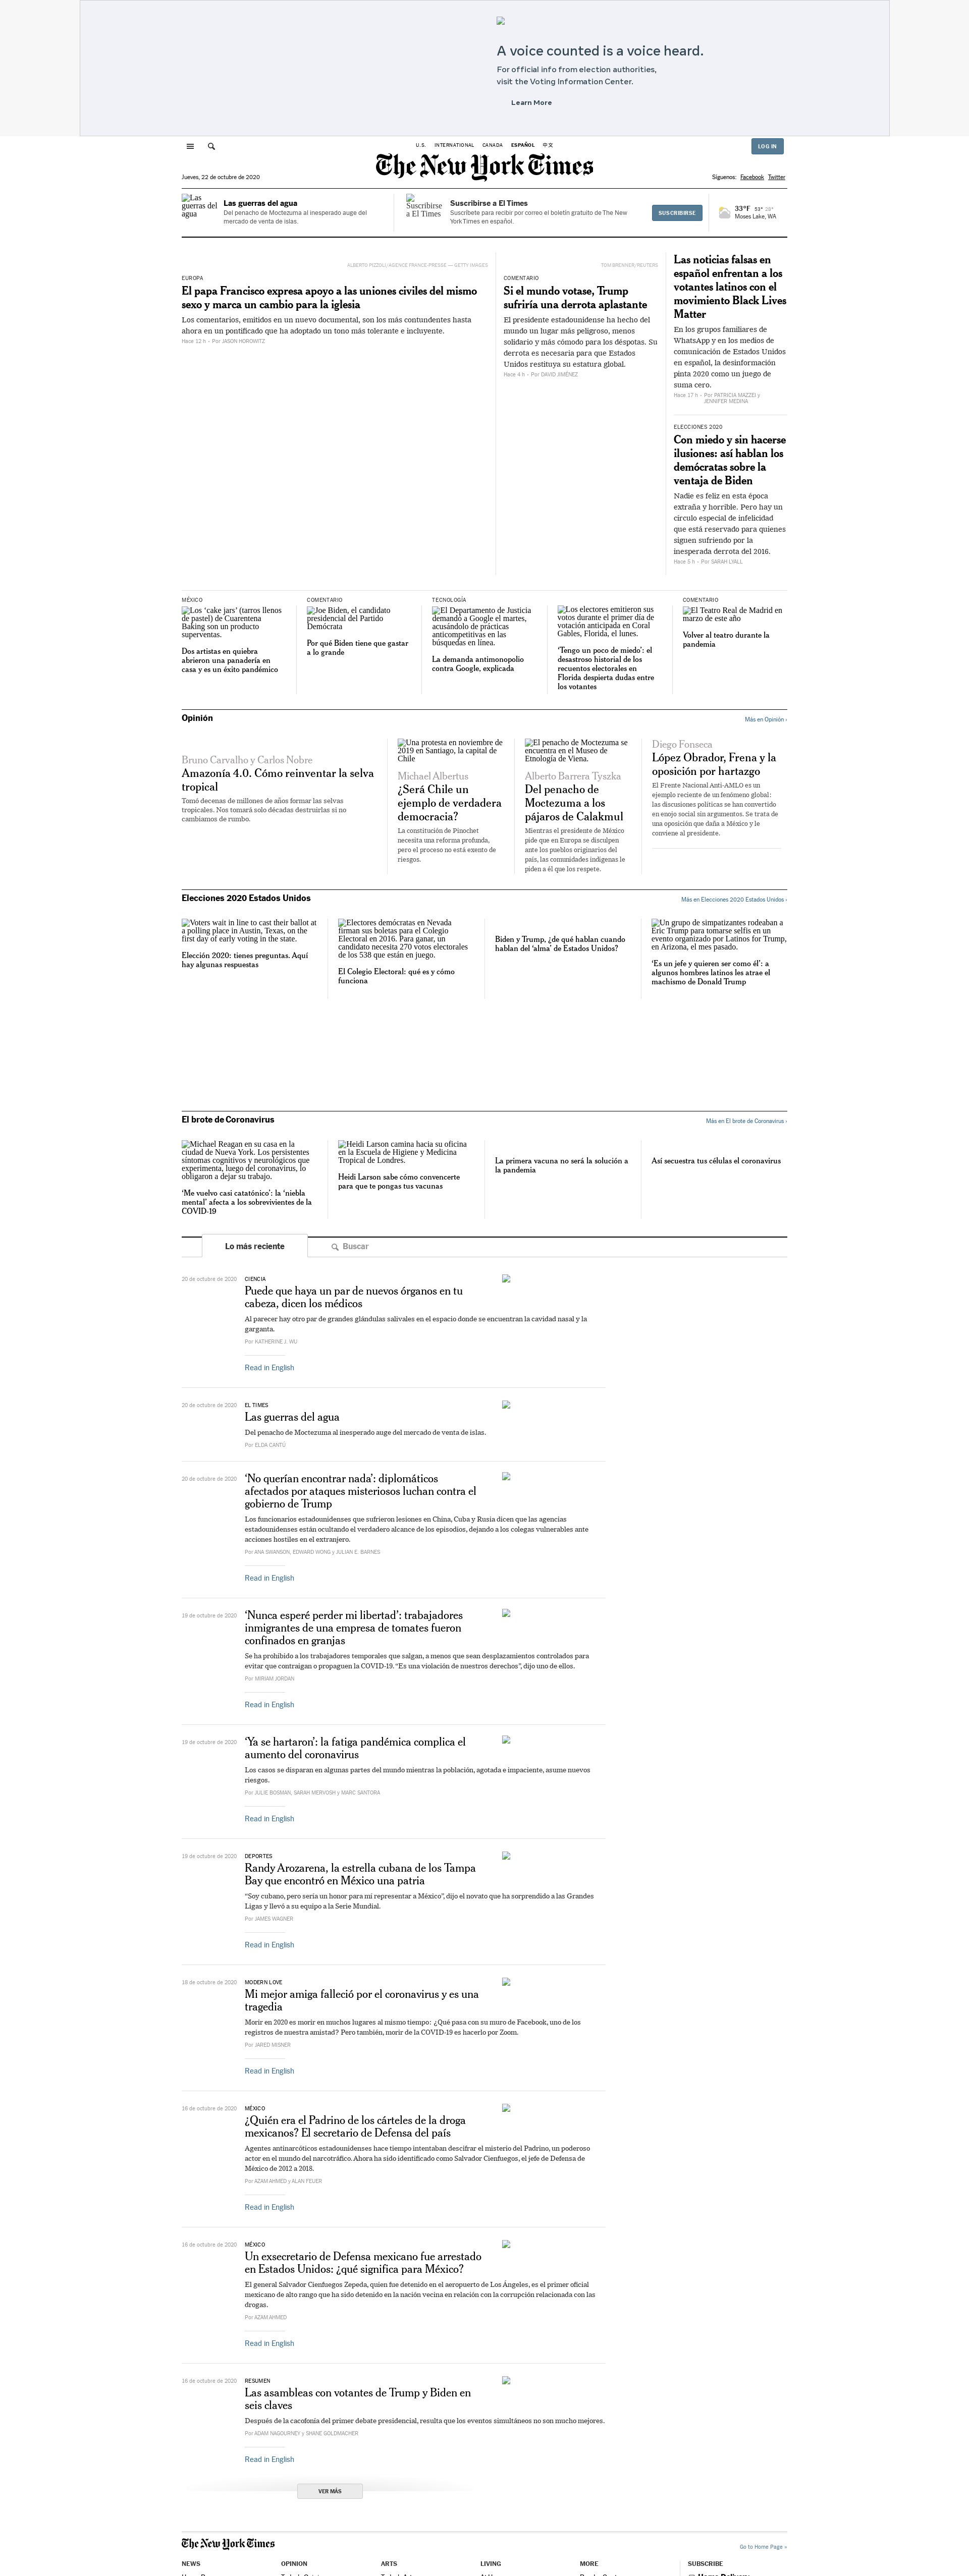 A voice counted is a voice heard.
For official info from election authorities,
visit the Voting Information Center.
Learn More
U.S. INTERNATIONAL CANADA ESPAÑOL 中文
LOG IN
The New York Times
Jueves, 22 de octubre de 2020
Síguenos: Facebook Twitter
Las guerras del agua
Las guerras del agua
Del penacho de Moctezuma al inesperado auge del
mercado de venta de islas.
Suscribirse a El Times
Suscribirse a El Times
Suscríbete para recibir por correo el boletín gratuito de The New
York Times en español.
SUSCRIBIRSE
33°F 53° 28°
Moses Lake, WA
ALBERTO PIZZOLI/AGENCE FRANCE-PRESSE — GETTY IMAGES
EUROPA
El papa Francisco expresa apoyo a las uniones civiles del mismo
sexo y marca un cambio para la iglesia
Los comentarios, emitidos en un nuevo documental, son los más contundentes hasta
ahora en un pontificado que ha adoptado un tono más tolerante e incluyente.
Hace 12 h - Por JASON HOROWITZ
TOM BRENNER/REUTERS
COMENTARIO
Si el mundo votase, Trump
sufriría una derrota aplastante
El presidente estadounidense ha hecho del
mundo un lugar más peligroso, menos
solidario y más cómodo para los déspotas. Su
derrota es necesaria para que Estados
Unidos restituya su estatura global.
Hace 4 h - Por DAVID JIMÉNEZ
Las noticias falsas en
español enfrentan a los
votantes latinos con el
movimiento Black Lives
Matter
En los grupos familiares de
WhatsApp y en los medios de
comunicación de Estados Unidos
en español, la desinformación
pinta 2020 como un juego de
suma cero.
Hace 17 h - Por PATRICIA MAZZEI y
JENNIFER MEDINA
ELECCIONES 2020
Con miedo y sin hacerse
ilusiones: así hablan los
demócratas sobre la
ventaja de Biden
Nadie es feliz en esta época
extraña y horrible. Pero hay un
círculo especial de infelicidad
que está reservado para quienes
siguen sufriendo por la
inesperada derrota del 2016.
Hace 5 h - Por SARAH LYALL
MÉXICO
Los 'cake jars' (tarros llenos
de pastel) de Cuarentena
Baking son un producto
superventas.
Dos artistas en quiebra
abrieron una panadería en
casa y es un éxito pandémico
COMENTARIO
Joe Biden, el candidato
presidencial del Partido
Demócrata
Por qué Biden tiene que gastar
a lo grande
TECNOLOGÍA
El Departamento de Justicia
demandó a Google el martes,
acusándolo de prácticas
anticompetitivas en las
búsquedas en línea.
La demanda antimonopolio
contra Google, explicada
Los electores emitieron sus
votos durante el primer día de
votación anticipada en Coral
Gables, Florida, el lunes.
‘Tengo un poco de miedo’: el
desastroso historial de los
recuentos electorales en
Florida despierta dudas entre
los votantes
COMENTARIO
El Teatro Real de Madrid en
marzo de este año
Volver al teatro durante la
pandemia
Opinión
Más en Opinión ›
Bruno Carvalho y Carlos Nobre
Amazonía 4.0. Cómo reinventar la selva
tropical
Tomó decenas de millones de años formar las selvas
tropicales. Nos tomará solo décadas destruirlas si no
cambiamos de rumbo.
Una protesta en noviembre de
2019 en Santiago, la capital de
Chile
Michael Albertus
¿Será Chile un
ejemplo de verdadera
democracia?
La constitución de Pinochet
necesita una reforma profunda,
pero el proceso no está exento de
riesgos.
El penacho de Moctezuma se
encuentra en el Museo de
Etnología de Viena.
Alberto Barrera Tyszka
Del penacho de
Moctezuma a los
pájaros de Calakmul
Mientras el presidente de México
pide que en Europa se disculpen
ante los pueblos originarios del
país, las comunidades indígenas le
piden a él que los respete.
Diego Fonseca
López Obrador, Frena y la
oposición por hartazgo
El Frente Nacional Anti-AMLO es un
ejemplo reciente de un fenómeno global:
las discusiones políticas se han convertido
en enojo social sin argumentos. Se trata de
una oposición que daña a México y le
conviene al presidente.
Elecciones 2020 Estados Unidos
Más en Elecciones 2020 Estados Unidos ›
Voters wait in line to cast their ballot at
a polling place in Austin, Texas, on the
first day of early voting in the state.
Elección 2020: tienes preguntas. Aquí
hay algunas respuestas
Electores demócratas en Nevada
firman sus boletas para el Colegio
Electoral en 2016. Para ganar, un
candidato necesita 270 votos electorales
de los 538 que están en juego.
El Colegio Electoral: qué es y cómo
funciona
Biden y Trump, ¿de qué hablan cuando
hablan del ‘alma’ de Estados Unidos?
Un grupo de simpatizantes rodeaban a
Eric Trump para tomarse selfis en un
evento organizado por Latinos for Trump,
en Arizona, el mes pasado.
‘Es un jefe y quieren ser como él’: a
algunos hombres latinos les atrae el
machismo de Donald Trump
El brote de Coronavirus
Más en El brote de Coronavirus ›
Michael Reagan en su casa en la
ciudad de Nueva York. Los persistentes
síntomas cognitivos y neurológicos que
experimenta, luego del coronavirus, lo
obligaron a dejar su trabajo.
‘Me vuelvo casi catatónico’: la ‘niebla
mental’ afecta a los sobrevivientes de la
COVID-19
Heidi Larson camina hacia su oficina
en la Escuela de Higiene y Medicina
Tropical de Londres.
Heidi Larson sabe cómo convencerte
para que te pongas tus vacunas
La primera vacuna no será la solución a
la pandemia
Así secuestra tus células el coronavirus
Lo más reciente
Buscar
20 de octubre de 2020
CIENCIA
Puede que haya un par de nuevos órganos en tu
cabeza, dicen los médicos
Al parecer hay otro par de grandes glándulas salivales en el espacio donde se encuentran la cavidad nasal y la
garganta.
Por KATHERINE J. WU
Read in English
20 de octubre de 2020
EL TIMES
Las guerras del agua
Del penacho de Moctezuma al inesperado auge del mercado de venta de islas.
Por ELDA CANTÚ
20 de octubre de 2020
‘No querían encontrar nada’: diplomáticos
afectados por ataques misteriosos luchan contra el
gobierno de Trump
Los funcionarios estadounidenses que sufrieron lesiones en China, Cuba y Rusia dicen que las agencias
estadounidenses están ocultando el verdadero alcance de los episodios, dejando a los colegas vulnerables ante
acciones hostiles en el extranjero.
Por ANA SWANSON, EDWARD WONG y JULIAN E. BARNES
Read in English
19 de octubre de 2020
‘Nunca esperé perder mi libertad’: trabajadores
inmigrantes de una empresa de tomates fueron
confinados en granjas
Se ha prohibido a los trabajadores temporales que salgan, a menos que sean desplazamientos controlados para
evitar que contraigan o propaguen la COVID-19. “Es una violación de nuestros derechos”, dijo uno de ellos.
Por MIRIAM JORDAN
Read in English
19 de octubre de 2020
‘Ya se hartaron’: la fatiga pandémica complica el
aumento del coronavirus
Los casos se disparan en algunas partes del mundo mientras la población, agotada e impaciente, asume nuevos
riesgos.
Por JULIE BOSMAN, SARAH MERVOSH y MARC SANTORA
Read in English
19 de octubre de 2020
DEPORTES
Randy Arozarena, la estrella cubana de los Tampa
Bay que encontró en México una patria
“Soy cubano, pero sería un honor para mí representar a México”, dijo el novato que ha sorprendido a las Grandes
Ligas y llevó a su equipo a la Serie Mundial.
Por JAMES WAGNER
Read in English
18 de octubre de 2020
MODERN LOVE
Mi mejor amiga falleció por el coronavirus y es una
tragedia
Morir en 2020 es morir en muchos lugares al mismo tiempo: ¿Qué pasa con su muro de Facebook, uno de los
registros de nuestra amistad? Pero también, morir de la COVID-19 es hacerlo por Zoom.
Por JARED MISNER
Read in English
16 de octubre de 2020
MÉXICO
¿Quién era el Padrino de los cárteles de la droga
mexicanos? El secretario de Defensa del país
Agentes antinarcóticos estadounidenses hace tiempo intentaban descifrar el misterio del Padrino, un poderoso
actor en el mundo del narcotráfico. Ahora ha sido identificado como Salvador Cienfuegos, el jefe de Defensa de
México de 2012 a 2018.
Por AZAM AHMED y ALAN FEUER
Read in English
16 de octubre de 2020
MÉXICO
Un exsecretario de Defensa mexicano fue arrestado
en Estados Unidos: ¿qué significa para México?
El general Salvador Cienfuegos Zepeda, quien fue detenido en el aeropuerto de Los Ángeles, es el primer oficial
mexicano de alto rango que ha sido detenido en la nación vecina en relación con la corrupción relacionada con las
drogas.
Por AZAM AHMED
Read in English
16 de octubre de 2020
RESUMEN
Las asambleas con votantes de Trump y Biden en
seis claves
Después de la cacofonía del primer debate presidencial, resulta que los eventos simultáneos no son mucho mejores.
Por ADAM NAGOURNEY y SHANE GOLDMACHER
Read in English
VER MÁS
The New York Times
Go to Home Page »
NEWS
OPINION
ARTS
LIVING
MORE
SUBSCRIBE